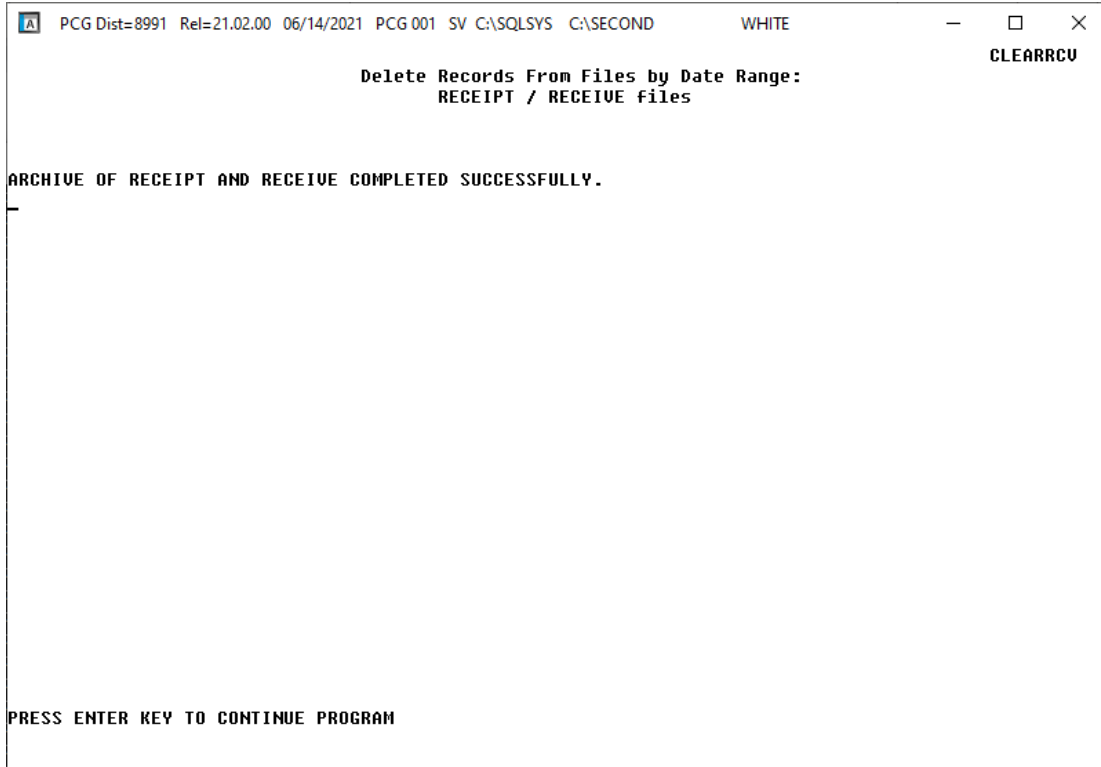 PCG Dist=8991 Rel=21.02.00 06/14/2021 PCG 001 SV C:\SQLSYS C:\SECOND WHITE
CLEARRCV
Delete Records From Files by Date Range:
RECEIPT / RECEIVE files
ARCHIVE OF RECEIPT AND RECEIVE COMPLETED SUCCESSFULLY.
PRESS ENTER KEY TO CONTINUE PROGRAM